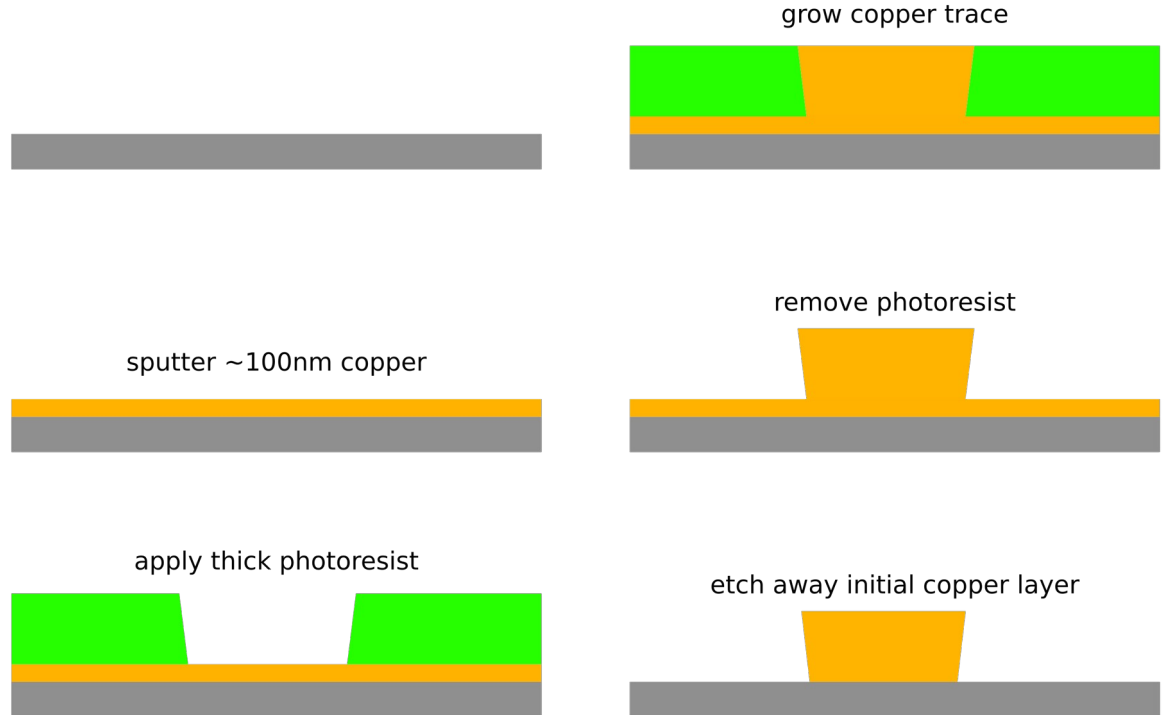 sputter ~100nm copper
apply thick photoresist
grow copper trace
remove photoresist
etch away initial copper layer